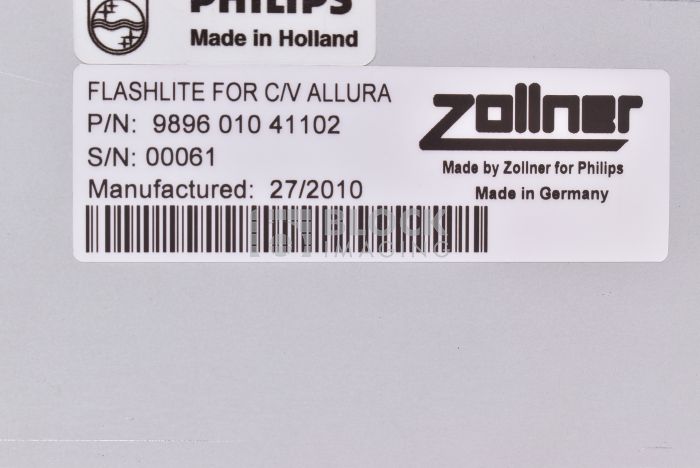 PHILIPS
Made in Holland
FLASHLITE FOR C/V ALLURA
P/N: 9896 010 41102
S/N: 00061
Manufactured: 27/2010
zollner
Made by Zollner for Philips
Made in Germany
BLOCK
IMAGING